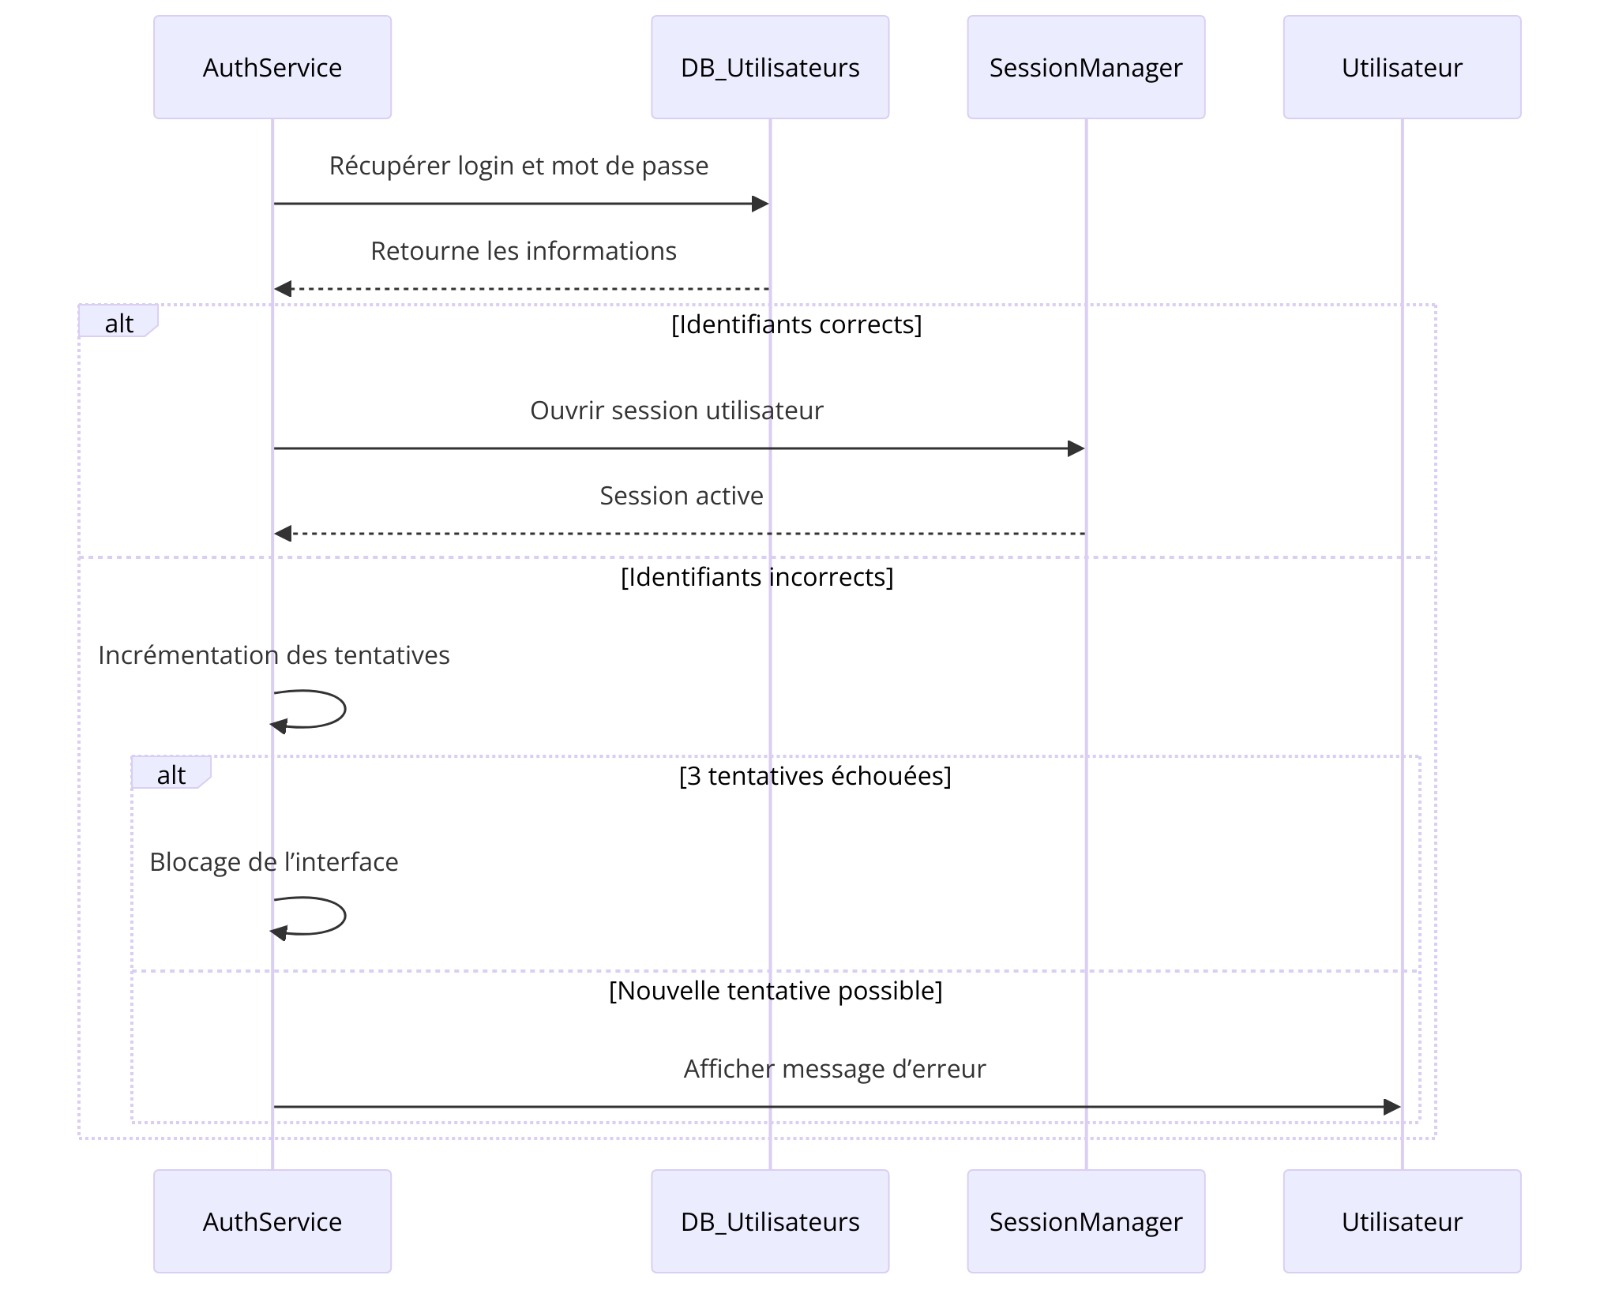 AuthService
DB_Utilisateurs
SessionManager
Utilisateur
Récupérer login et mot de passe
Retourne les informations
alt
[Identifiants corrects]
Ouvrir session utilisateur
Session active
[Identifiants incorrects]
Incrémentation des tentatives
alt
[3 tentatives échouées]
Blocage de l’interface
[Nouvelle tentative possible]
Afficher message d’erreur
AuthService
DB_Utilisateurs
SessionManager
Utilisateur